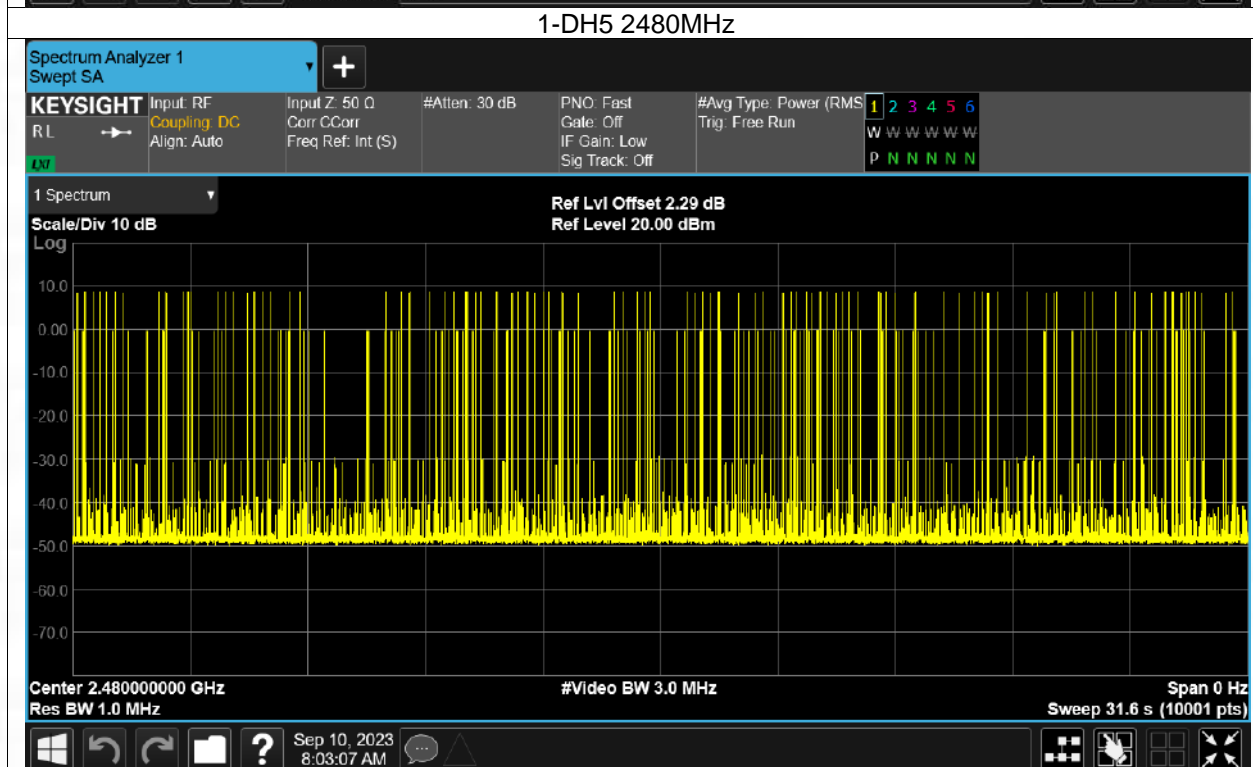 1-DH5 2480MHz
Spectrum Analyzer 1
Swept SA
+
KEYSIGHT
RL
LXI
Input: RF
Coupling: DC
Align: Auto
Input Z: 50 Ω
Corr CCorr
Freq Ref: Int (S)
#Atten: 30 dB
PNO: Fast
Gate: Off
IF Gain: Low
Sig Track: Off
#Avg Type: Power (RMS
Trig: Free Run
1 2 3 4 5 6
W W W W W W
P N N N N N
1 Spectrum
Scale/Div 10 dB
Ref Lvl Offset 2.29 dB
Ref Level 20.00 dBm
Log
10.0
0.00
-10.0
-20.0
-30.0
-40.0
-50.0
-60.0
-70.0
Center 2.480000000 GHz
#Video BW 3.0 MHz
Span 0 Hz
Res BW 1.0 MHz
Sweep 31.6 s (10001 pts)
?
Sep 10, 2023
8:03:07 AM